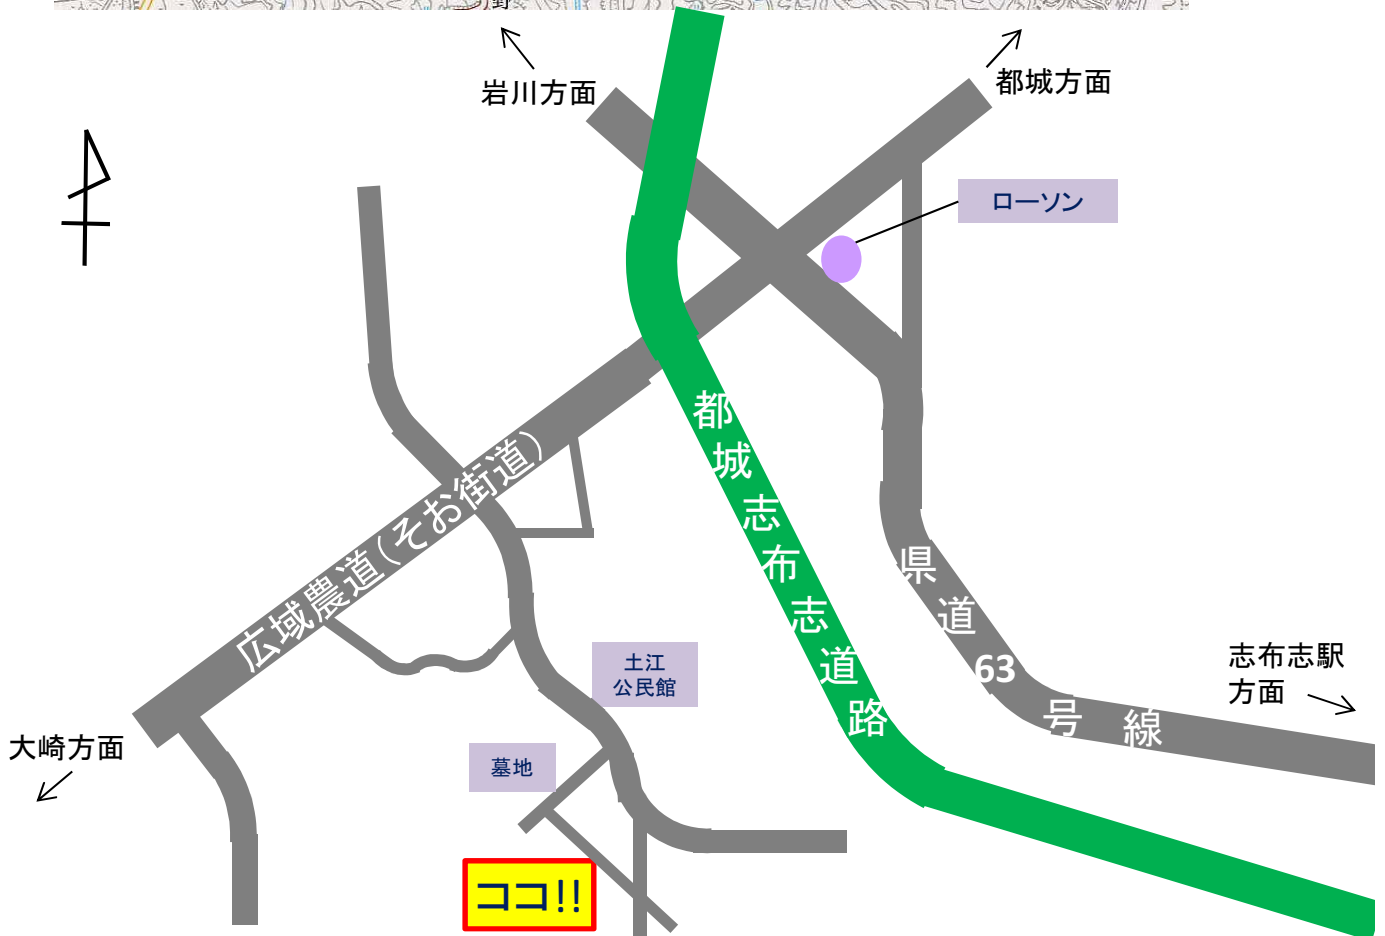 野
岩川方面
都城方面
ローソン
都城志布志道路
広域農道(そお街道)
県道63号線
土江
公民館
志布志駅
方面
大崎方面
墓地
ココ!!